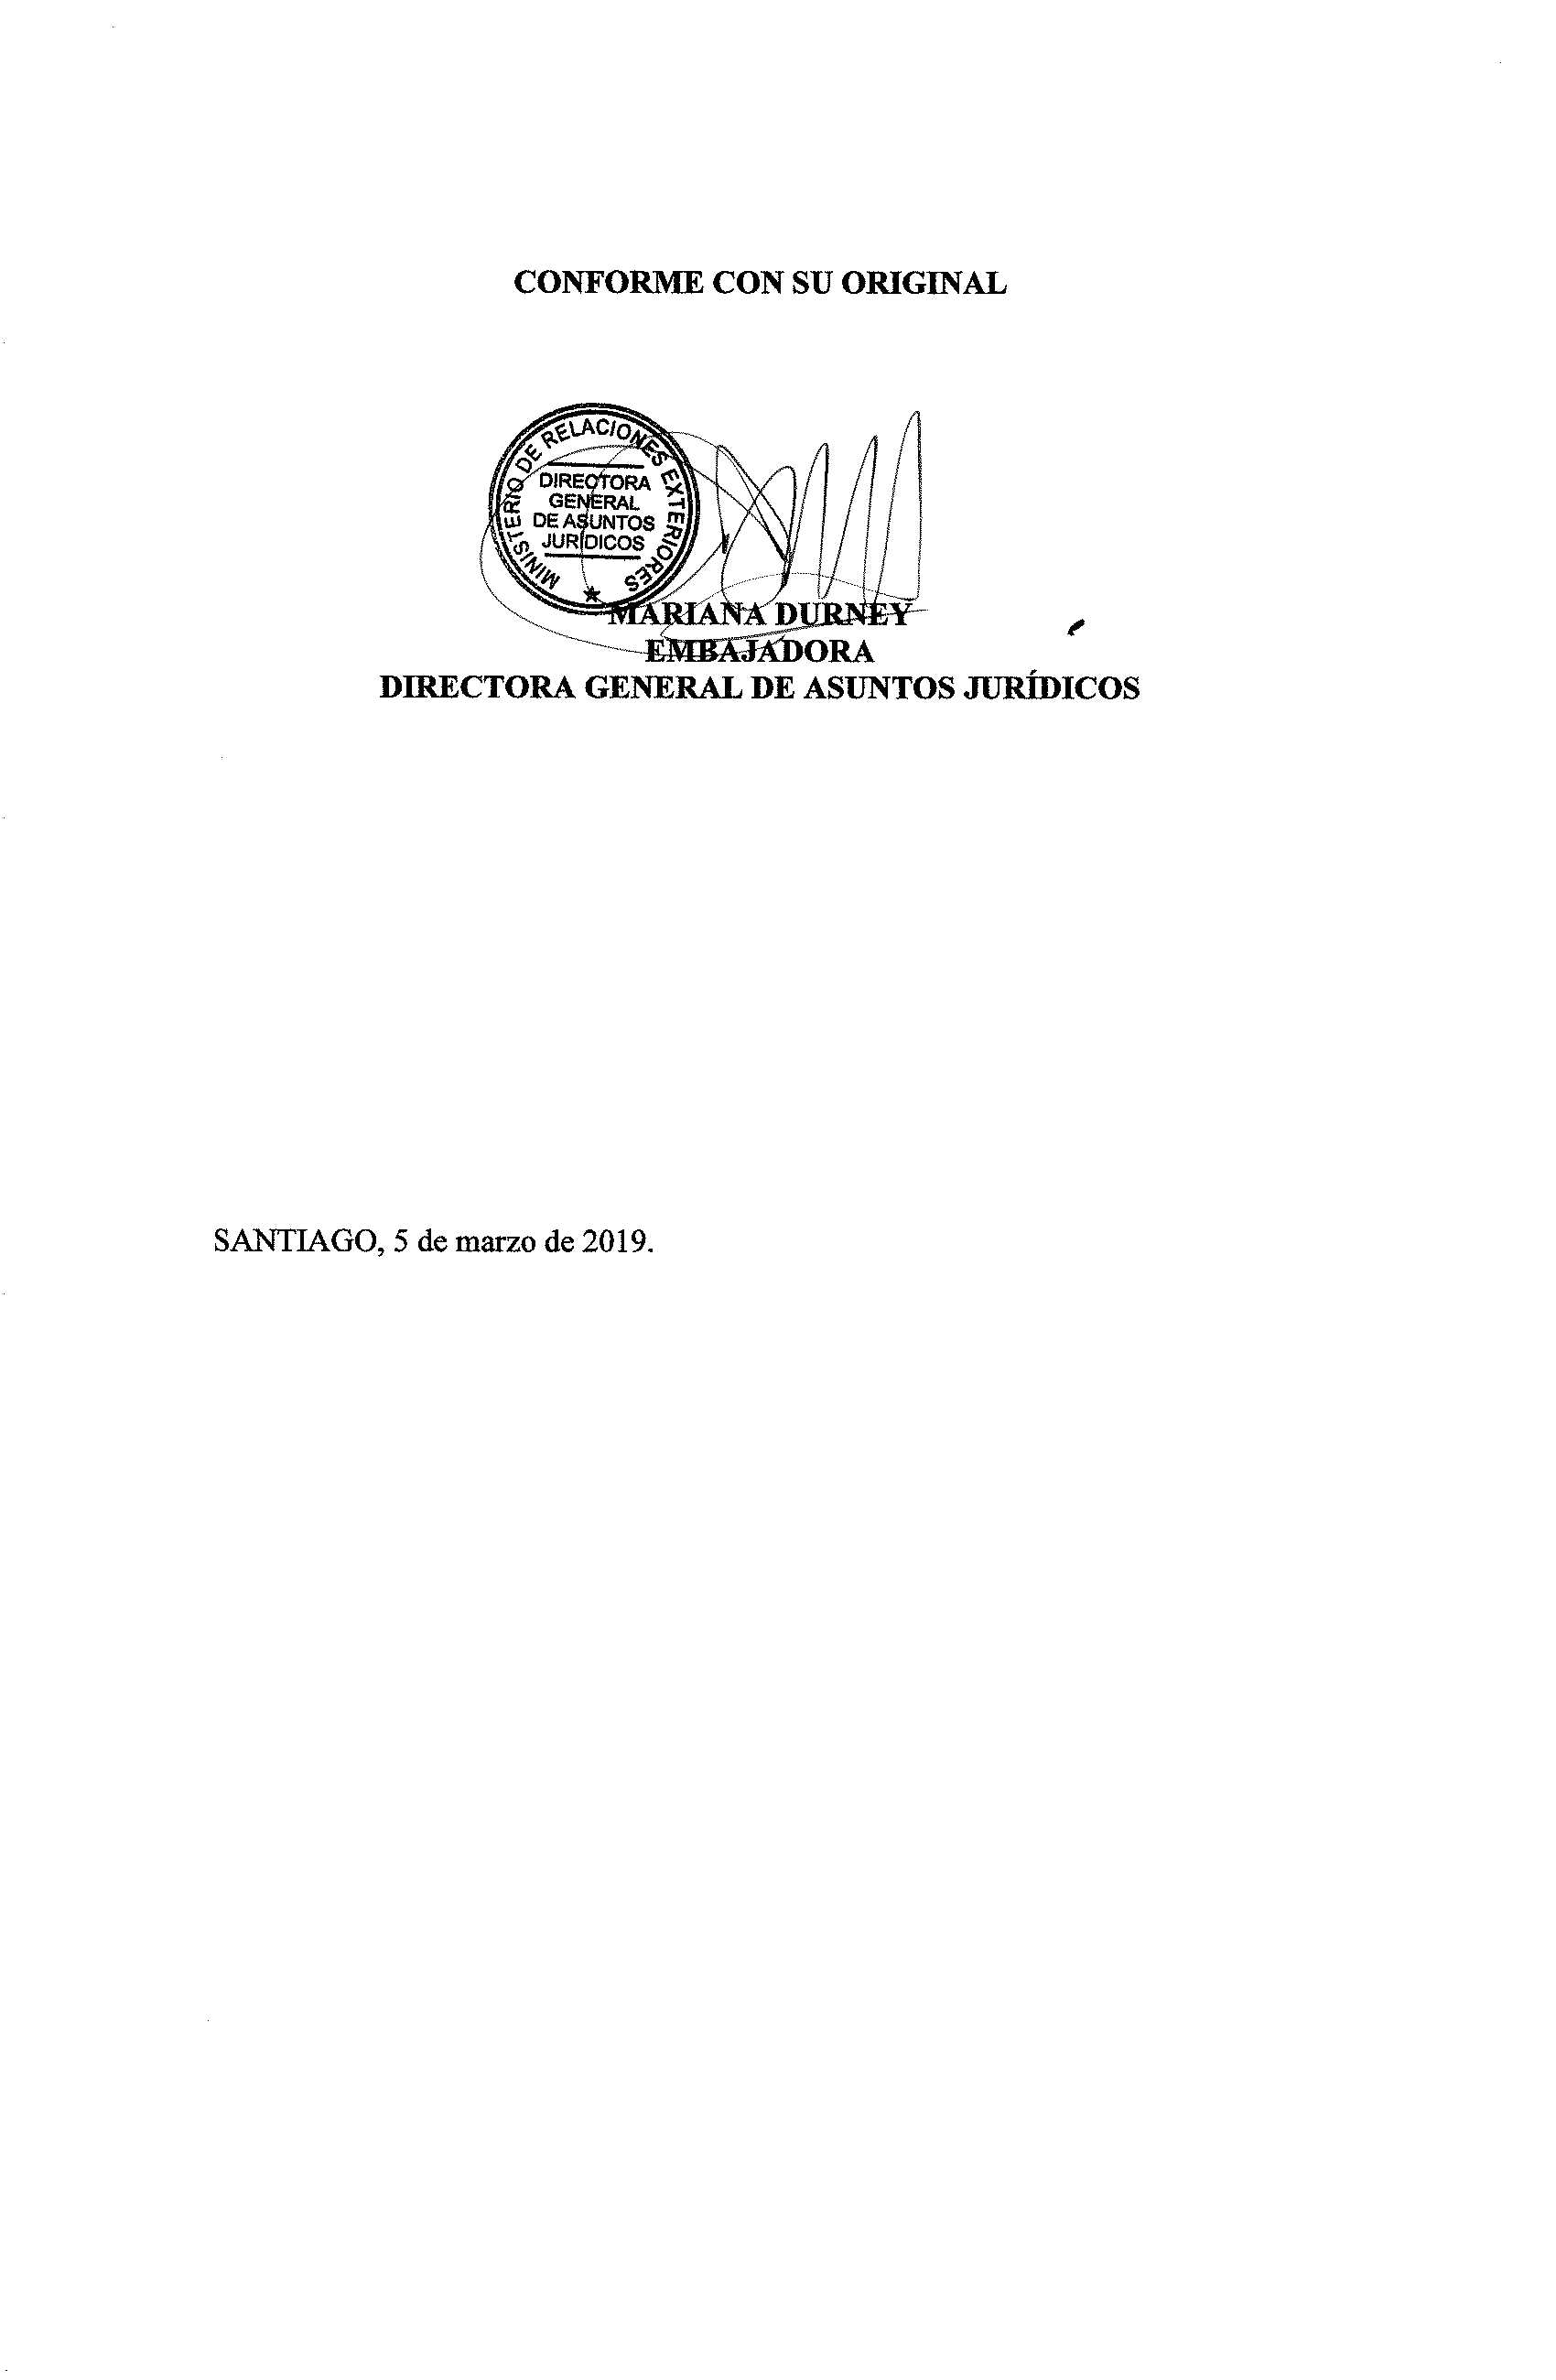 CONFORME CON SU ORIGINAL
MINISTERIO DE RELACIONES EXTERIORES
DIRECTORA
GENERAL
DE ASUNTOS
JURÍDICOS
MARIANA DURNEY
EMBAJADORA
DIRECTORA GENERAL DE ASUNTOS JURÍDICOS
SANTIAGO, 5 de marzo de 2019.